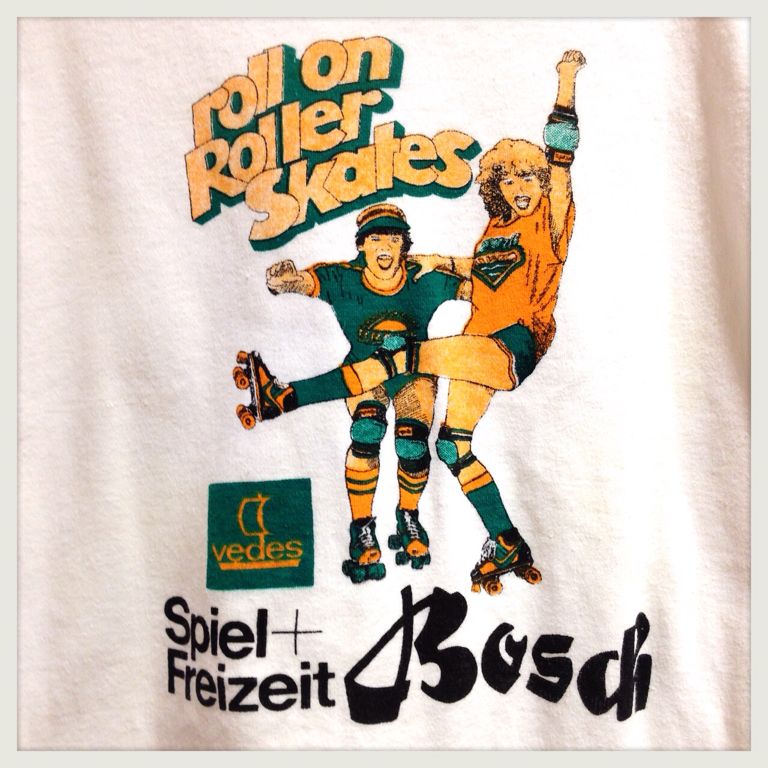 roll on
Roller
Skates
vedes
Spiel+
Freizeit
Bosch